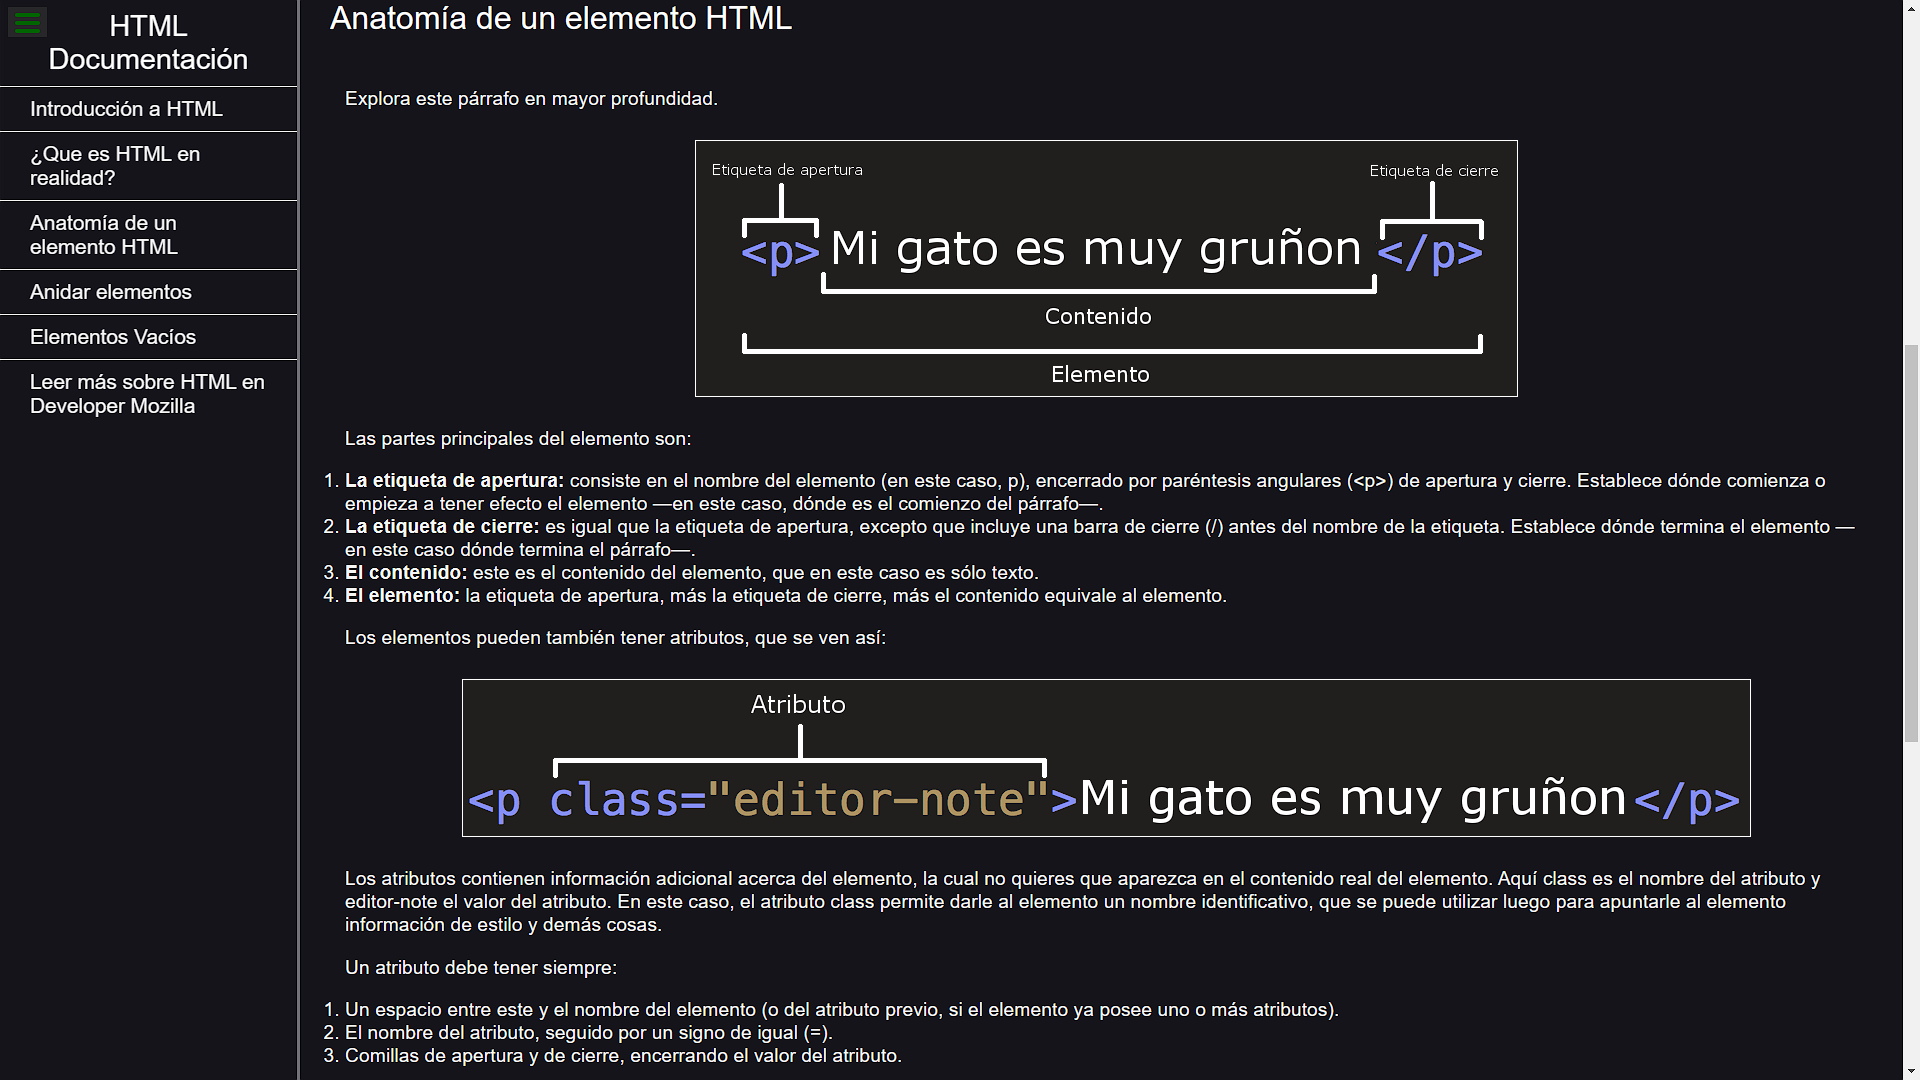 HTML
Documentación
Introducción a HTML
¿Que es HTML en
realidad?
Anatomía de un
elemento HTML
Anidar elementos
Elementos Vacíos
Leer más sobre HTML en
Developer Mozilla
Anatomía de un elemento HTML
Explora este párrafo en mayor profundidad.
Etiqueta de apertura
Etiqueta de cierre
<p>Mi gato es muy gruñon</p>
Contenido
Elemento
Las partes principales del elemento son:
1. La etiqueta de apertura: consiste en el nombre del elemento (en este caso, p), encerrado por paréntesis angulares (<p>) de apertura y cierre. Establece dónde comienza o
empieza a tener efecto el elemento —en este caso, dónde es el comienzo del párrafo—.
2. La etiqueta de cierre: es igual que la etiqueta de apertura, excepto que incluye una barra de cierre (/) antes del nombre de la etiqueta. Establece dónde termina el elemento —
en este caso dónde termina el párrafo—.
3. El contenido: este es el contenido del elemento, que en este caso es sólo texto.
4. El elemento: la etiqueta de apertura, más la etiqueta de cierre, más el contenido equivale al elemento.
Los elementos pueden también tener atributos, que se ven así:
Atributo
<p class="editor-note">Mi gato es muy gruñon</p>
Los atributos contienen información adicional acerca del elemento, la cual no quieres que aparezca en el contenido real del elemento. Aquí class es el nombre del atributo y
editor-note el valor del atributo. En este caso, el atributo class permite darle al elemento un nombre identificativo, que se puede utilizar luego para apuntarle al elemento
información de estilo y demás cosas.
Un atributo debe tener siempre:
1. Un espacio entre este y el nombre del elemento (o del atributo previo, si el elemento ya posee uno o más atributos).
2. El nombre del atributo, seguido por un signo de igual (=).
3. Comillas de apertura y de cierre, encerrando el valor del atributo.